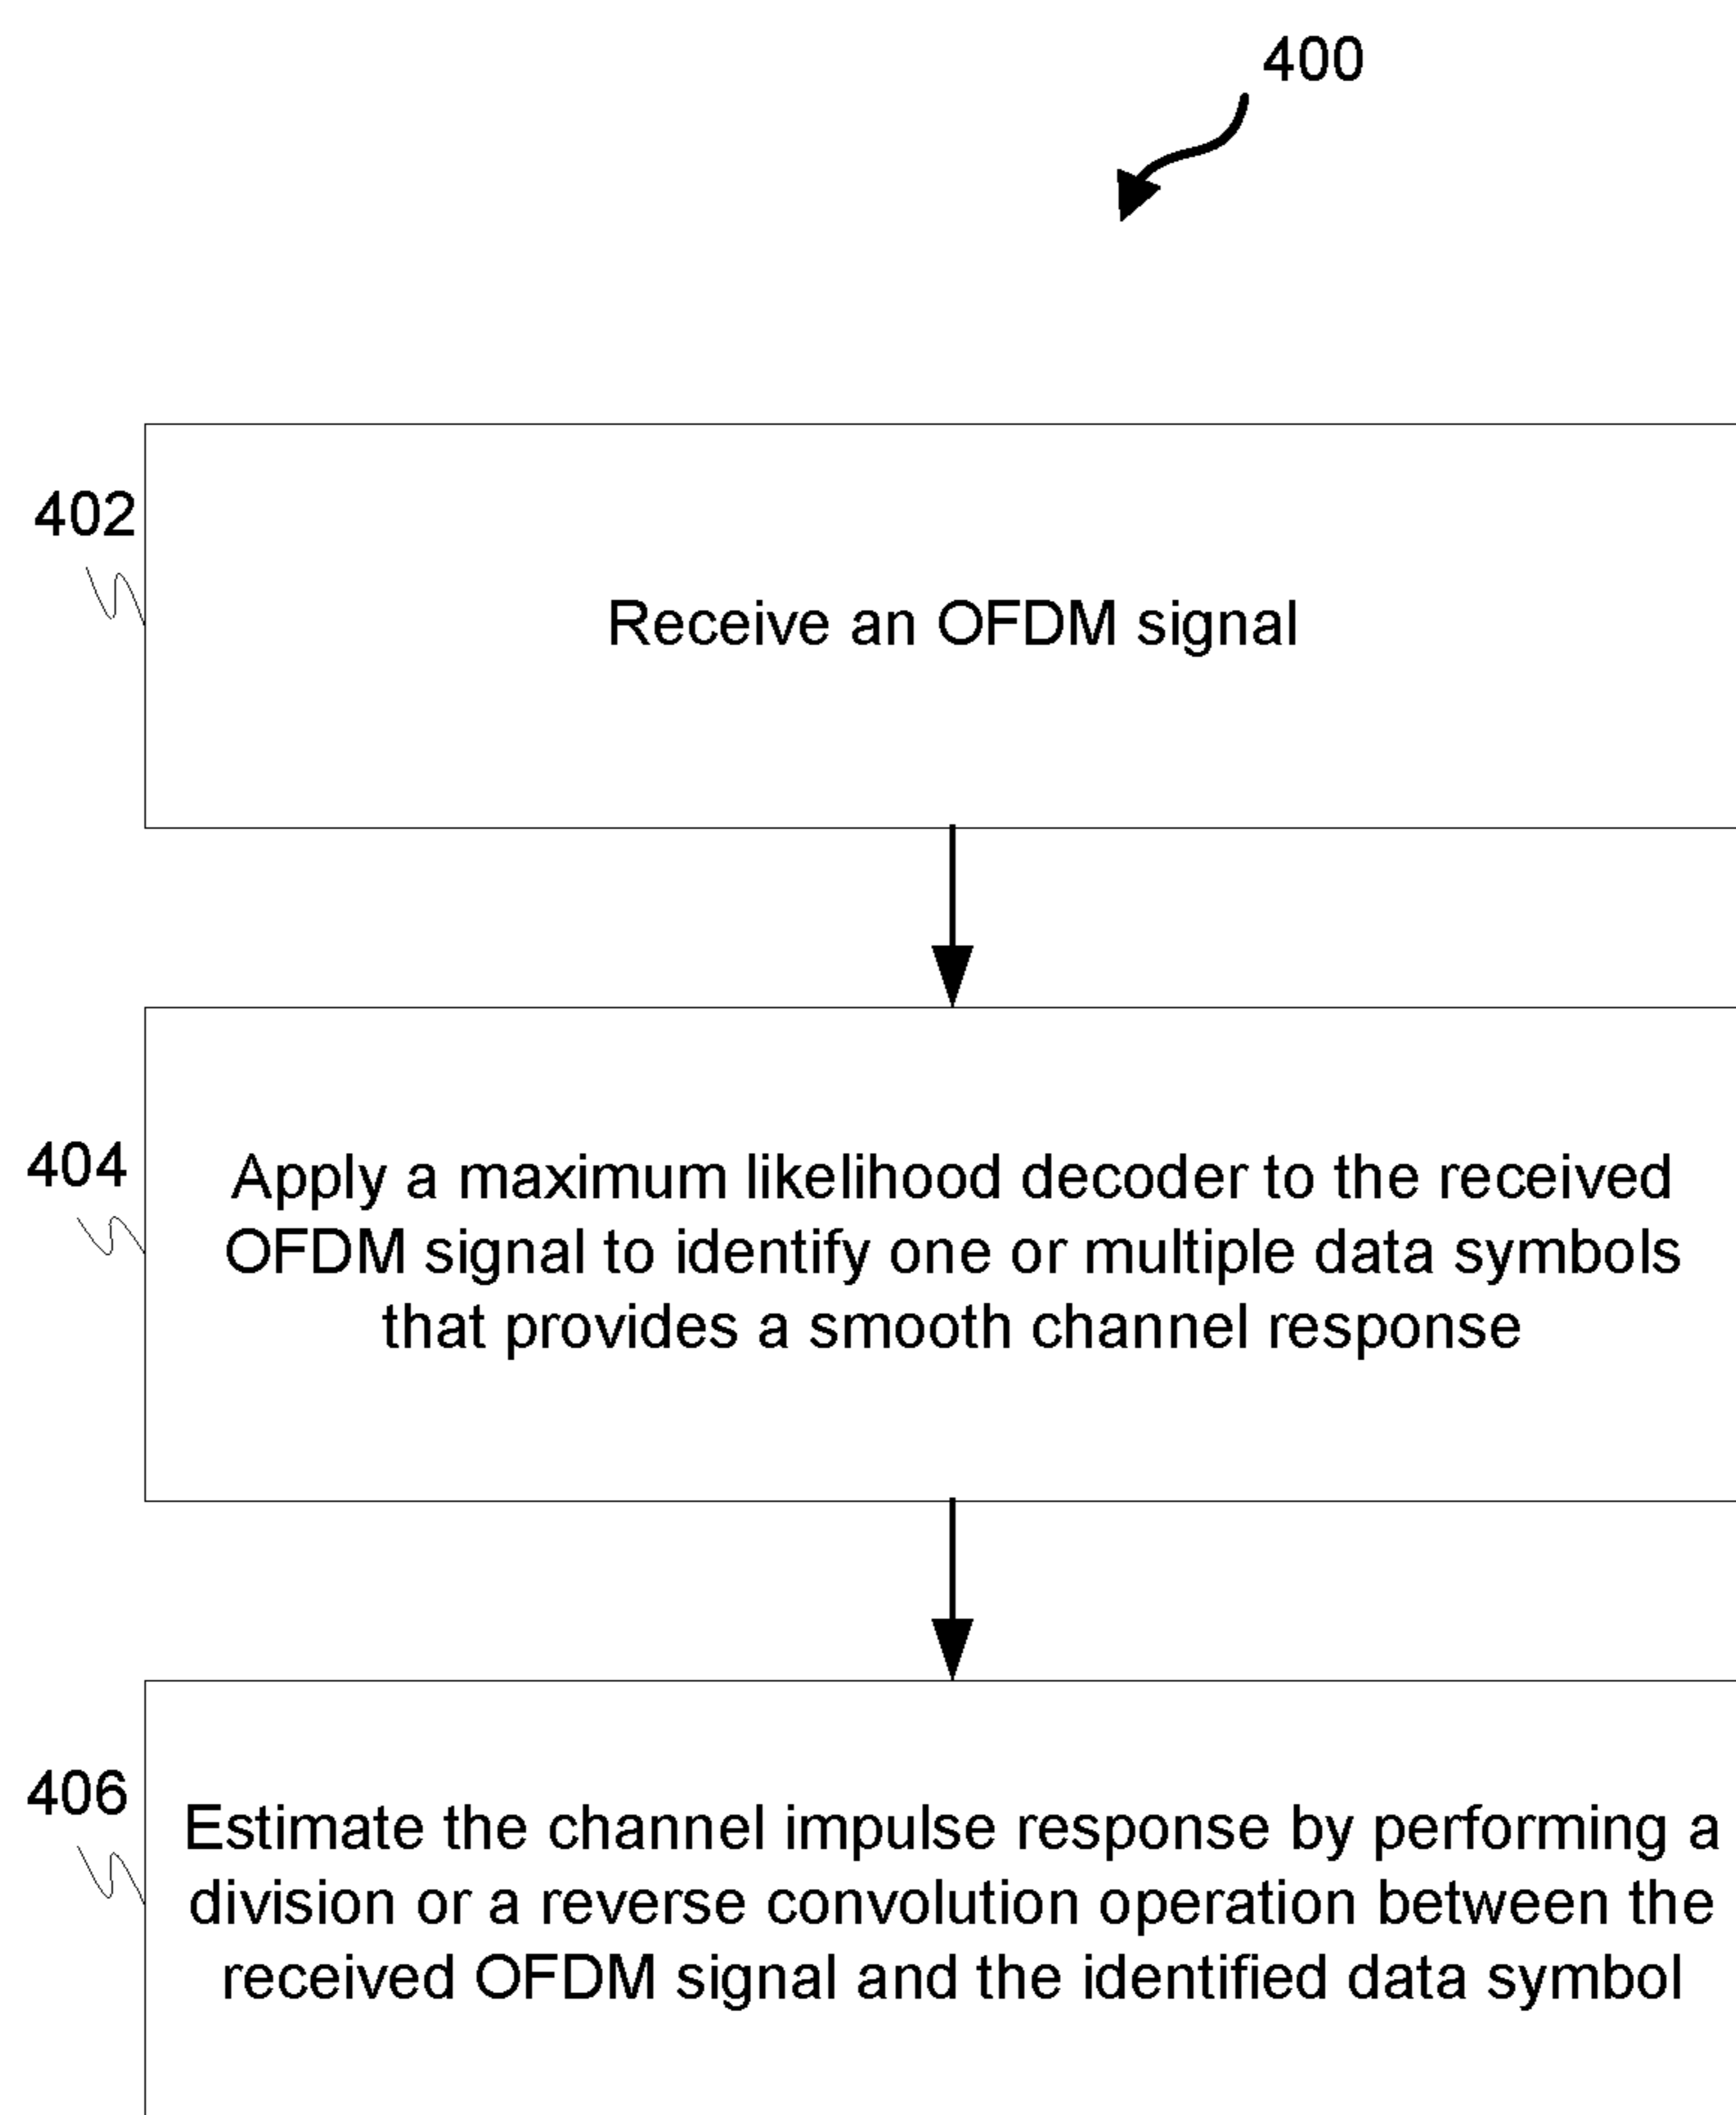 400
402
Receive an OFDM signal
404
Apply a maximum likelihood decoder to the received
OFDM signal to identify one or multiple data symbols
that provides a smooth channel response
406
Estimate the channel impulse response by performing a
division or a reverse convolution operation between the
received OFDM signal and the identified data symbol